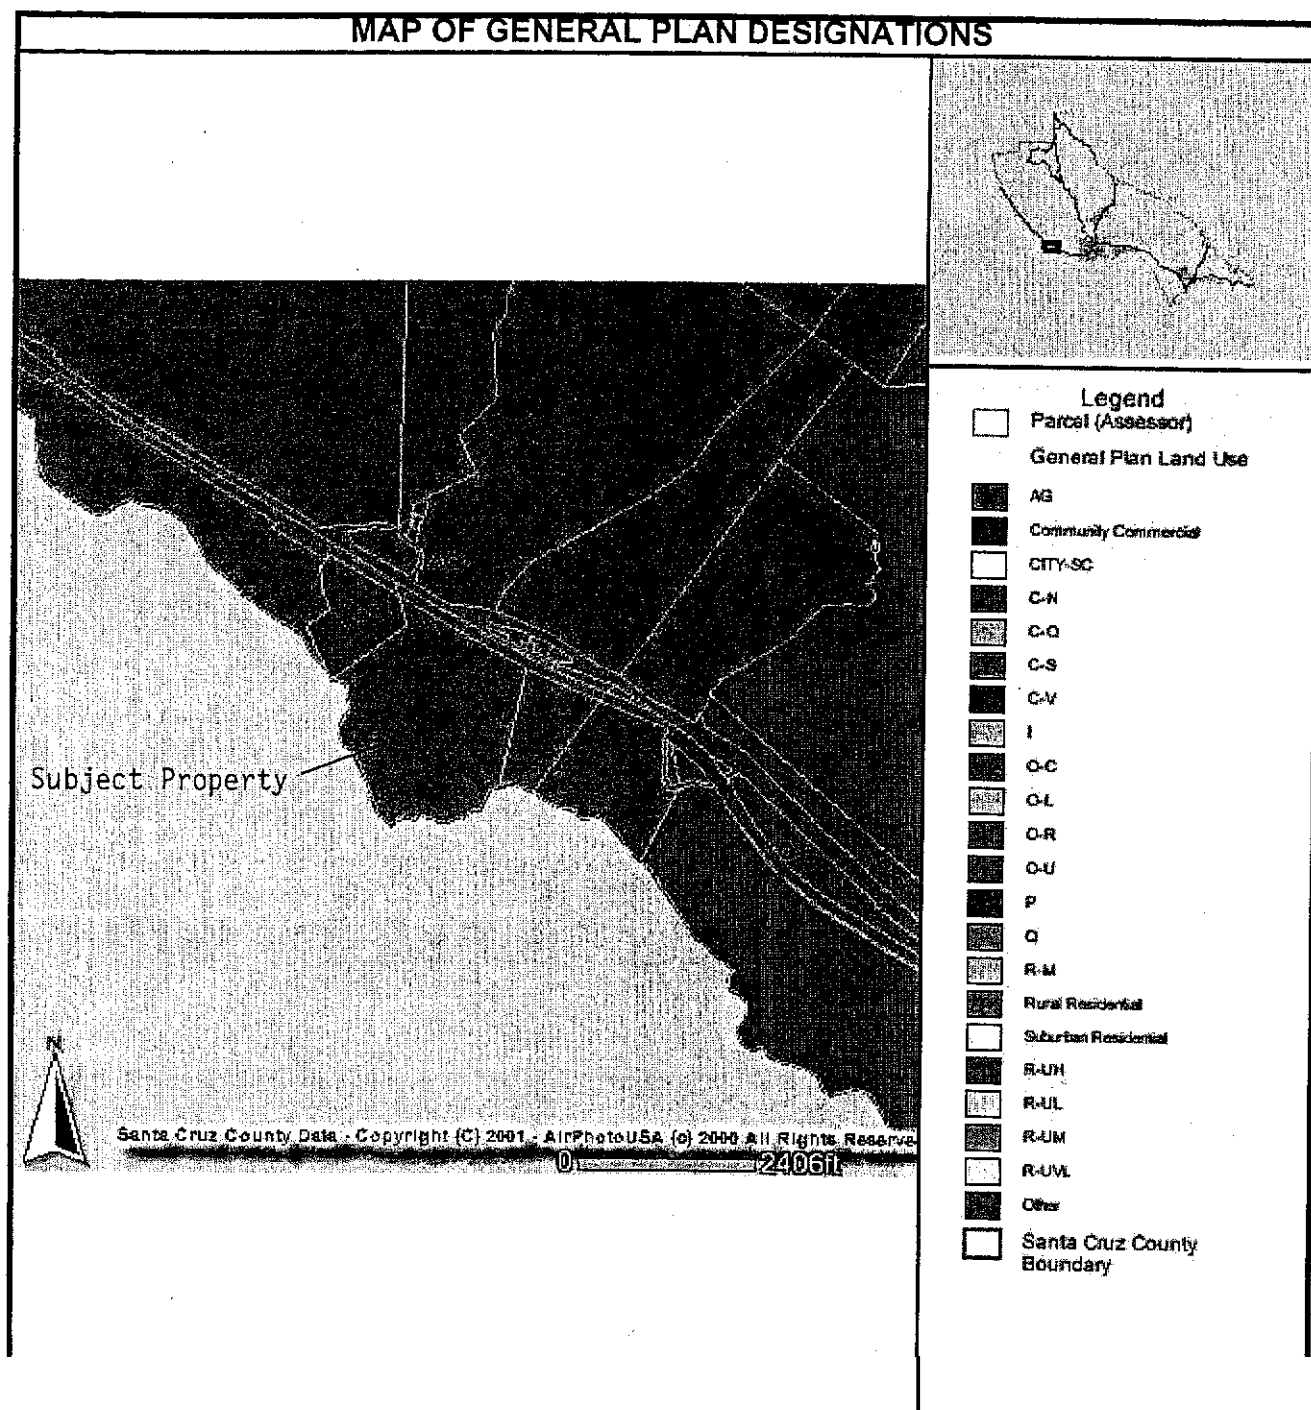 MAP OF GENERAL PLAN DESIGNATIONS
Subject Property
N
Santa Cruz County Data - Copyright (C) 2001 - AirPhotoUSA (c) 2000 All Rights Reserve
0 2406ft
Legend
Parcel (Assessor)
General Plan Land Use
AG
Community Commercial
CITY-SC
C-N
C-O
C-S
C-V
I
O-C
O-L
O-R
O-U
P
Q
R-M
Rural Residential
Suburban Residential
R-UH
R-UL
R-UM
R-UVL
Other
Santa Cruz County
Boundary